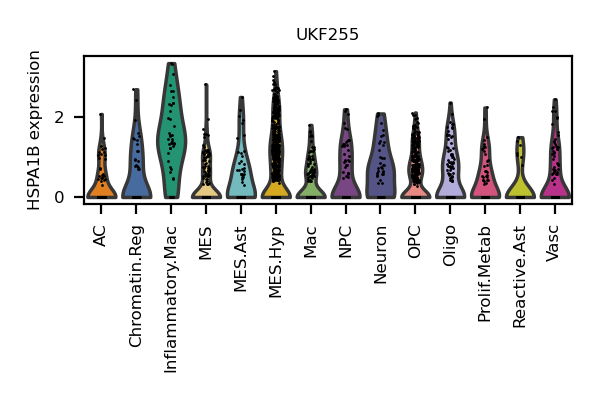 UKF255
HSPA1B expression
2
0
AC
Chromatin.Reg
Inflammatory.Mac
MES
MES.Ast
MES.Hyp
Mac
NPC
Neuron
OPC
Oligo
Prolif.Metab
Reactive.Ast
Vasc